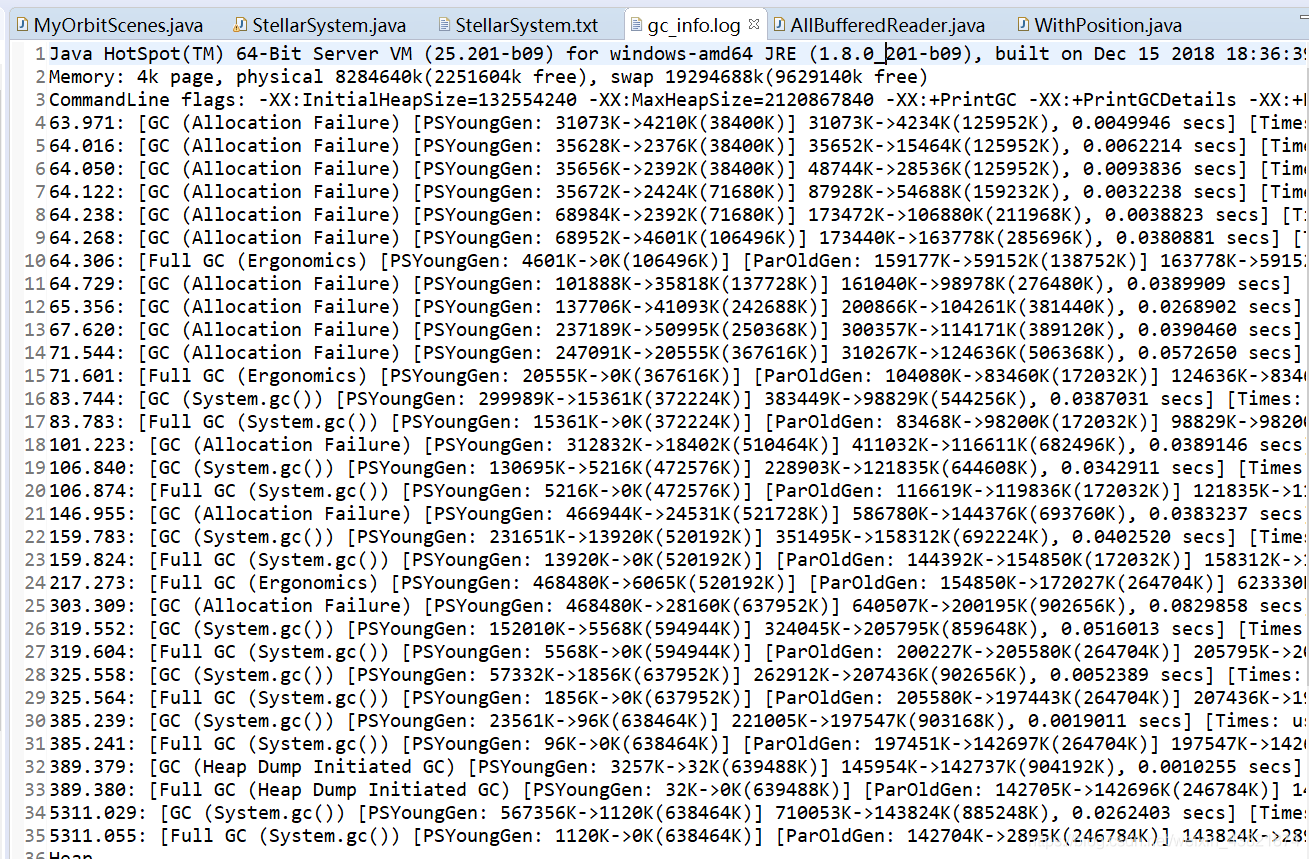 MyOrbitScenes.java StellarSystem.java StellarSystem.txt gc_info.log AllBufferedReader.java WithPosition.java
1 Java HotSpot(TM) 64-Bit Server VM (25.201-b09) for windows-amd64 JRE (1.8.0_201-b09), built on Dec 15 2018 18:36:39
2 Memory: 4k page, physical 8284640k(2251604k free), swap 19294688k(9629140k free)
3 CommandLine flags: -XX:InitialHeapSize=132554240 -XX:MaxHeapSize=2120867840 -XX:+PrintGC -XX:+PrintGCDetails -XX:+
4 63.971: [GC (Allocation Failure) [PSYoungGen: 31073K->4210K(38400K)] 31073K->4234K(125952K), 0.0049946 secs] [Time
5 64.016: [GC (Allocation Failure) [PSYoungGen: 35628K->2376K(38400K)] 35652K->15464K(125952K), 0.0062214 secs] [Tim
6 64.050: [GC (Allocation Failure) [PSYoungGen: 35656K->2392K(38400K)] 48744K->28536K(125952K), 0.0093836 secs] [Tim
7 64.122: [GC (Allocation Failure) [PSYoungGen: 35672K->2424K(71680K)] 87928K->54688K(159232K), 0.0032238 secs] [Tim
8 64.238: [GC (Allocation Failure) [PSYoungGen: 68984K->2392K(71680K)] 173472K->106880K(211968K), 0.0038823 secs] [T
9 64.268: [GC (Allocation Failure) [PSYoungGen: 68952K->4601K(106496K)] 173440K->163778K(285696K), 0.0380881 secs] [
10 64.306: [Full GC (Ergonomics) [PSYoungGen: 4601K->0K(106496K)] [ParOldGen: 159177K->59152K(138752K)] 163778K->5915
11 64.729: [GC (Allocation Failure) [PSYoungGen: 101888K->35818K(137728K)] 161040K->98978K(276480K), 0.0389909 secs]
12 65.356: [GC (Allocation Failure) [PSYoungGen: 137706K->41093K(242688K)] 200866K->104261K(381440K), 0.0268902 secs]
13 67.620: [GC (Allocation Failure) [PSYoungGen: 237189K->50995K(250368K)] 300357K->114171K(389120K), 0.0390460 secs]
14 71.544: [GC (Allocation Failure) [PSYoungGen: 247091K->20555K(367616K)] 310267K->124636K(506368K), 0.0572650 secs]
15 71.601: [Full GC (Ergonomics) [PSYoungGen: 20555K->0K(367616K)] [ParOldGen: 104080K->83460K(172032K)] 124636K->834
16 83.744: [GC (System.gc()) [PSYoungGen: 299989K->15361K(372224K)] 383449K->98829K(544256K), 0.0387031 secs] [Times:
17 83.783: [Full GC (System.gc()) [PSYoungGen: 15361K->0K(372224K)] [ParOldGen: 83468K->98200K(172032K)] 98829K->9820
18 101.223: [GC (Allocation Failure) [PSYoungGen: 312832K->18402K(510464K)] 411032K->116611K(682496K), 0.0389146 secs
19 106.840: [GC (System.gc()) [PSYoungGen: 130695K->5216K(472576K)] 228903K->121835K(644608K), 0.0342911 secs] [Times
20 106.874: [Full GC (System.gc()) [PSYoungGen: 5216K->0K(472576K)] [ParOldGen: 116619K->119836K(172032K)] 121835K->1
21 146.955: [GC (Allocation Failure) [PSYoungGen: 466944K->24531K(521728K)] 586780K->144376K(693760K), 0.0383237 secs
22 159.783: [GC (System.gc()) [PSYoungGen: 231651K->13920K(520192K)] 351495K->158312K(692224K), 0.0402520 secs] [Time
23 159.824: [Full GC (System.gc()) [PSYoungGen: 13920K->0K(520192K)] [ParOldGen: 144392K->154850K(172032K)] 158312K->
24 217.273: [Full GC (Ergonomics) [PSYoungGen: 468480K->6065K(520192K)] [ParOldGen: 154850K->172027K(264704K)] 623330
25 303.309: [GC (Allocation Failure) [PSYoungGen: 468480K->28160K(637952K)] 640507K->200195K(902656K), 0.0829858 secs
26 319.552: [GC (System.gc()) [PSYoungGen: 152010K->5568K(594944K)] 324045K->205795K(859648K), 0.0516013 secs] [Times
27 319.604: [Full GC (System.gc()) [PSYoungGen: 5568K->0K(594944K)] [ParOldGen: 200227K->205580K(264704K)] 205795K->2
28 325.558: [GC (System.gc()) [PSYoungGen: 57332K->1856K(637952K)] 262912K->207436K(902656K), 0.0052389 secs] [Times:
29 325.564: [Full GC (System.gc()) [PSYoungGen: 1856K->0K(637952K)] [ParOldGen: 205580K->197443K(264704K)] 207436K->1
30 385.239: [GC (System.gc()) [PSYoungGen: 23561K->96K(638464K)] 221005K->197547K(903168K), 0.0019011 secs] [Times: u
31 385.241: [Full GC (System.gc()) [PSYoungGen: 96K->0K(638464K)] [ParOldGen: 197451K->142697K(264704K)] 197547K->142
32 389.379: [GC (Heap Dump Initiated GC) [PSYoungGen: 3257K->32K(639488K)] 145954K->142737K(904192K), 0.0010255 secs]
33 389.380: [Full GC (Heap Dump Initiated GC) [PSYoungGen: 32K->0K(639488K)] [ParOldGen: 142705K->142696K(246784K)] 1
34 5311.029: [GC (System.gc()) [PSYoungGen: 567356K->1120K(638464K)] 710053K->143824K(885248K), 0.0262403 secs] [Time
35 5311.055: [Full GC (System.gc()) [PSYoungGen: 1120K->0K(638464K)] [ParOldGen: 142704K->2895K(246784K)] 143824K->289
36 Heap